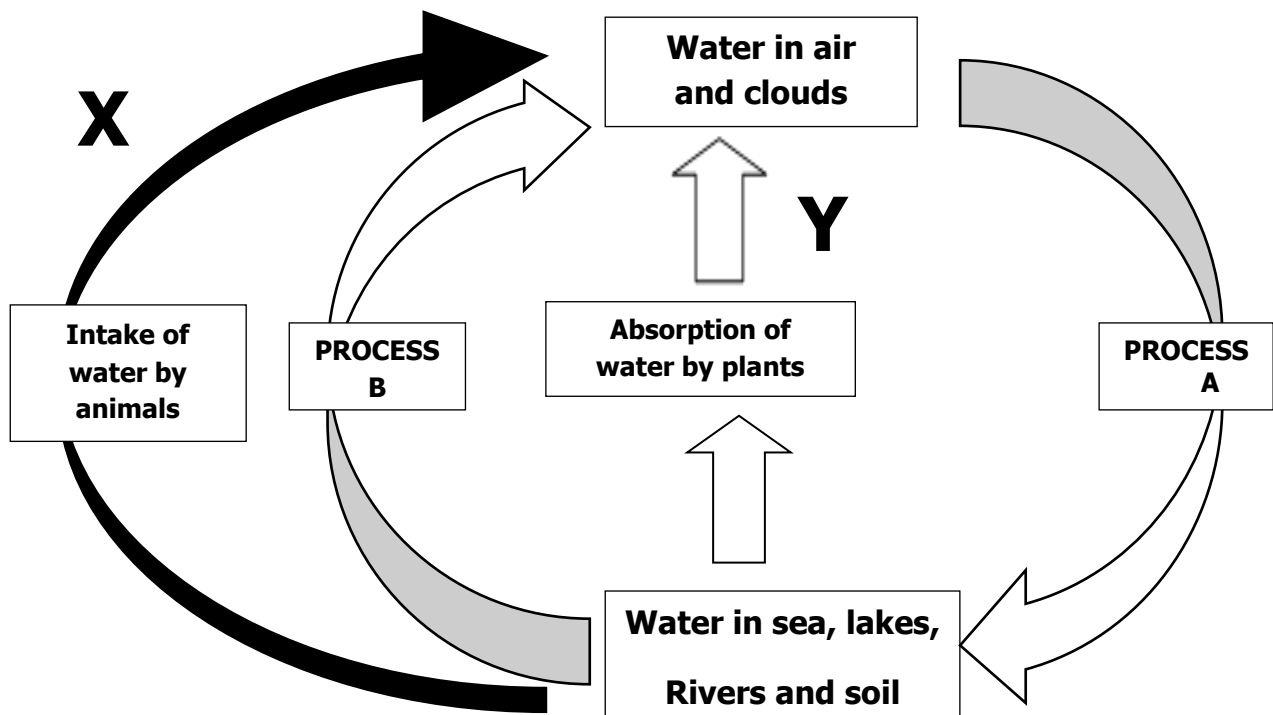 Water in air
and clouds
X
Y
Intake of
water by
animals
PROCESS
B
Absorption of
water by plants
PROCESS
A
Water in sea, lakes,
Rivers and soil